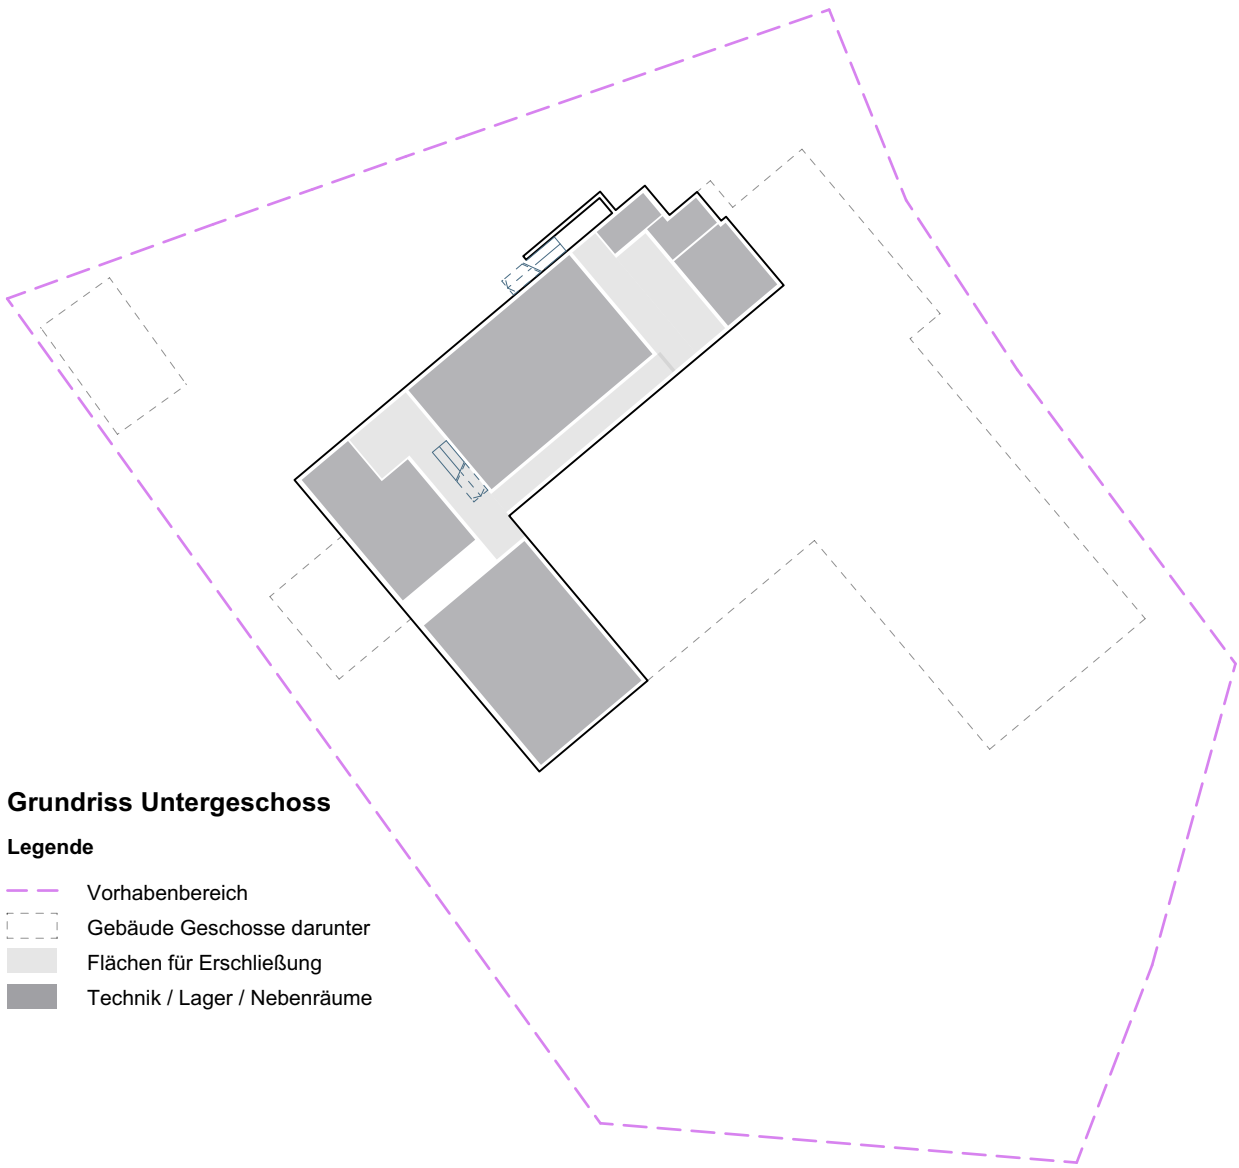 Grundriss Untergeschoss
Legende
Vorhabenbereich
Gebäude Geschosse darunter
Flächen für Erschließung
Technik / Lager / Nebenräume